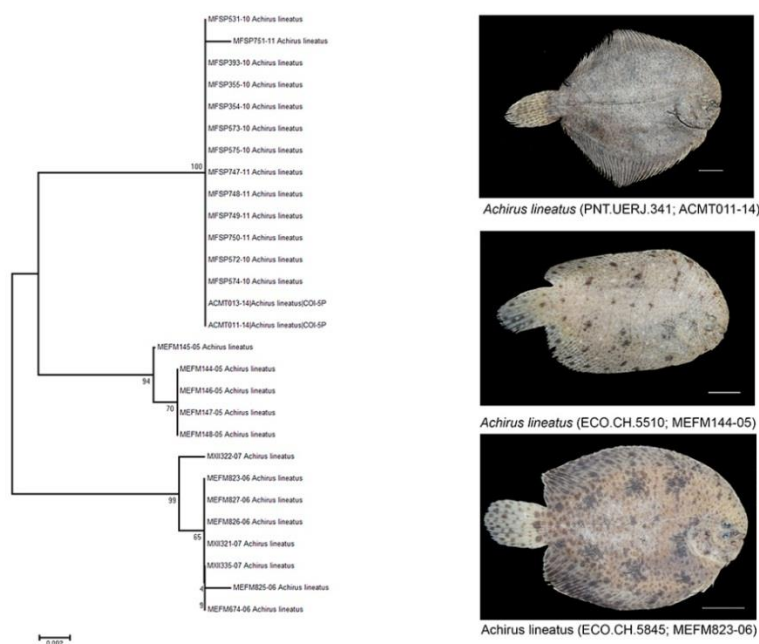 MFSP531-10 Achirus lineatus
MFSP751-11 Achirus lineatus
MFSP393-10 Achirus lineatus
MFSP355-10 Achirus lineatus
MFSP354-10 Achirus lineatus
MFSP573-10 Achirus lineatus
MFSP575-10 Achirus lineatus
100
MFSP747-11 Achirus lineatus
MFSP748-11 Achirus lineatus
MFSP749-11 Achirus lineatus
MFSP750-11 Achirus lineatus
MFSP572-10 Achirus lineatus
MFSP574-10 Achirus lineatus
ACMT013-14|Achirus lineatus|COI-5P
ACMT011-14|Achirus lineatus|COI-5P
MEFM145-05 Achirus lineatus
94
MEFM144-05 Achirus lineatus
MEFM146-05 Achirus lineatus
70
MEFM147-05 Achirus lineatus
MEFM148-05 Achirus lineatus
MXII322-07 Achirus lineatus
99
MEFM823-06 Achirus lineatus
MEFM827-06 Achirus lineatus
MEFM826-06 Achirus lineatus
65
MXII321-07 Achirus lineatus
MXII335-07 Achirus lineatus
4
MEFM825-06 Achirus lineatus
9
MEFM674-06 Achirus lineatus
0.002
Achirus lineatus (PNT.UERJ.341; ACMT011-14)
Achirus lineatus (ECO.CH.5510; MEFM144-05)
Achirus lineatus (ECO.CH.5845; MEFM823-06)